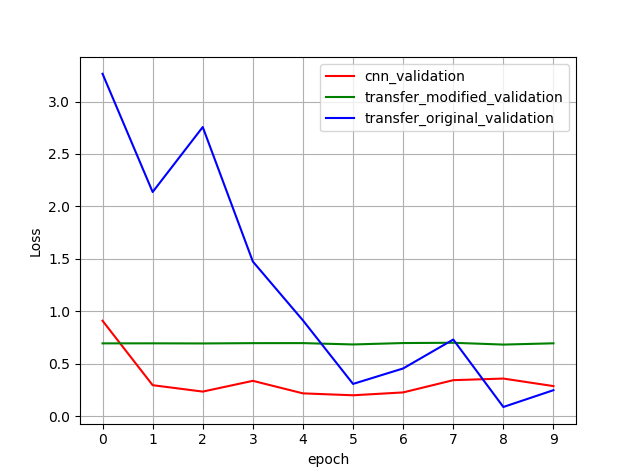 cnn_validation
transfer_modified_validation
transfer_original_validation
3.0
2.5
2.0
1.5
1.0
0.5
0.0
Loss
0 1 2 3 4 5 6 7 8 9
epoch